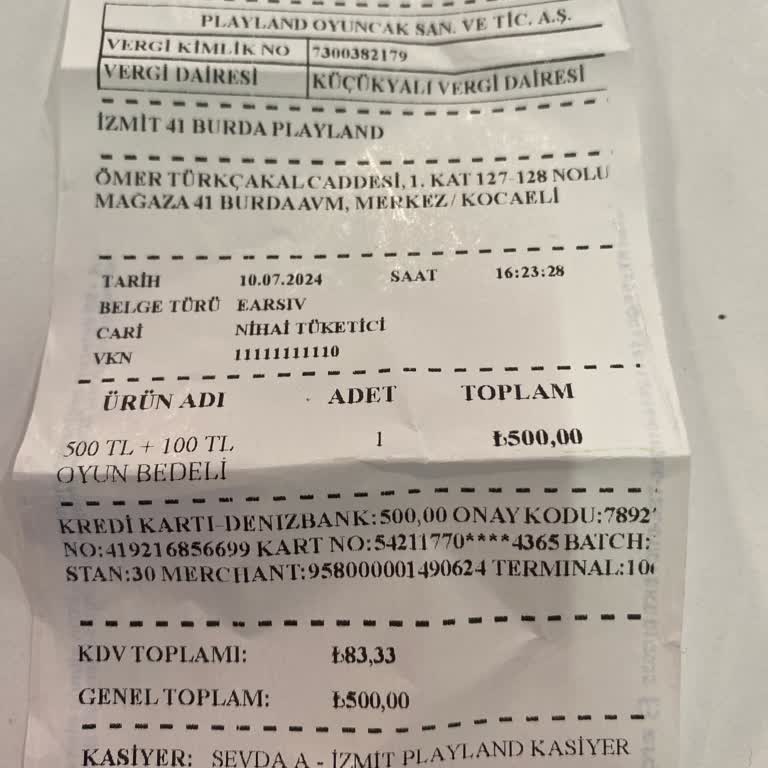 PLAYLAND OYUNCAK SAN. VE TİC. A.Ş.
VERGİ KİMLİK NO 7300382179
VERGİ DAİRESİ KÜÇÜKYALI VERGİ DAİRESİ
İZMİT 41 BURDA PLAYLAND
ÖMER TÜRKÇAKAL CADDESİ, 1. KAT 127-128 NOLU
MAĞAZA 41 BURDA AVM, MERKEZ / KOCAELİ
TARİH 10.07.2024 SAAT 16:23:28
BELGE TÜRÜ EARSIV
CARİ NİHAİ TÜKETİCİ
VKN 11111111110
ÜRÜN ADI ADET TOPLAM
500 TL + 100 TL 1 ₺500,00
OYUN BEDELİ
KREDİ KARTI-DENIZBANK:500,00 ONAY KODU:7892
NO:419216856699 KART NO:54211770****4365 BATCH:
STAN:30 MERCHANT:958000001490624 TERMINAL:10
KDV TOPLAMI: ₺83,33
GENEL TOPLAM: ₺500,00
KASİYER: SEVDA A - İZMİT PLAYLAND KASİYER